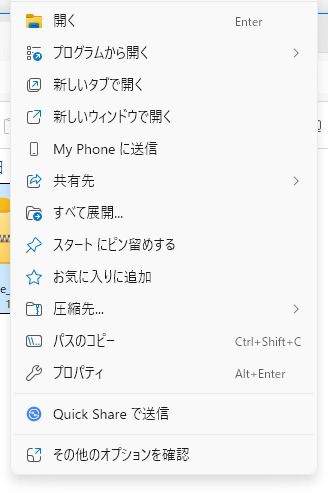 開く Enter
プログラムから開く
新しいタブで開く
新しいウィンドウで開く
My Phone に送信
共有先
すべて展開...
スタート にピン留めする
お気に入りに追加
圧縮先...
パスのコピー Ctrl+Shift+C
プロパティ Alt+Enter
Quick Share で送信
その他のオプションを確認